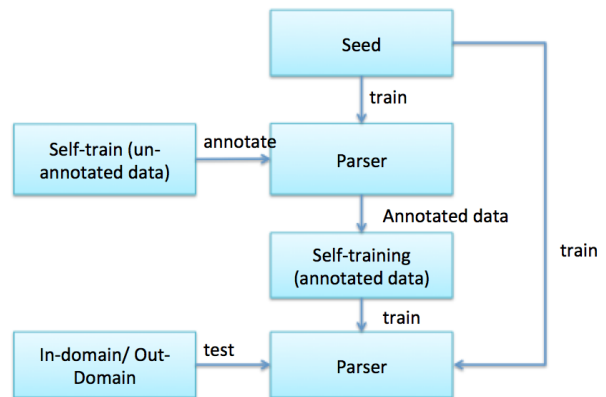 Seed
train
Self-train (un-
annotated data)
annotate
Parser
Annotated data
Self-training
(annotated data)
train
train
In-domain/ Out-
Domain
test
Parser